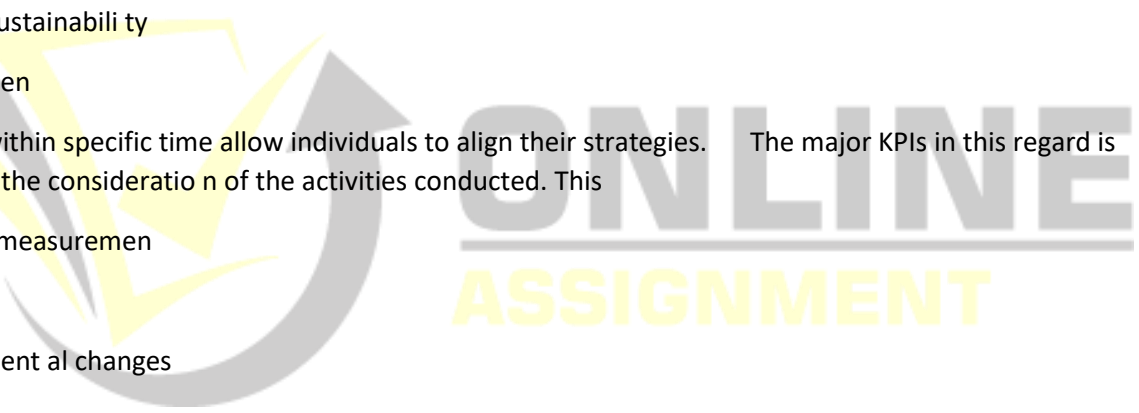 ustainabili ty
en
vithin specific time allow individuals to align their strategies. The major KPIs in this regard is
the consideratio n of the activities conducted. This
measuremen
ent al changes
ONLINE
ASSIGNMENT